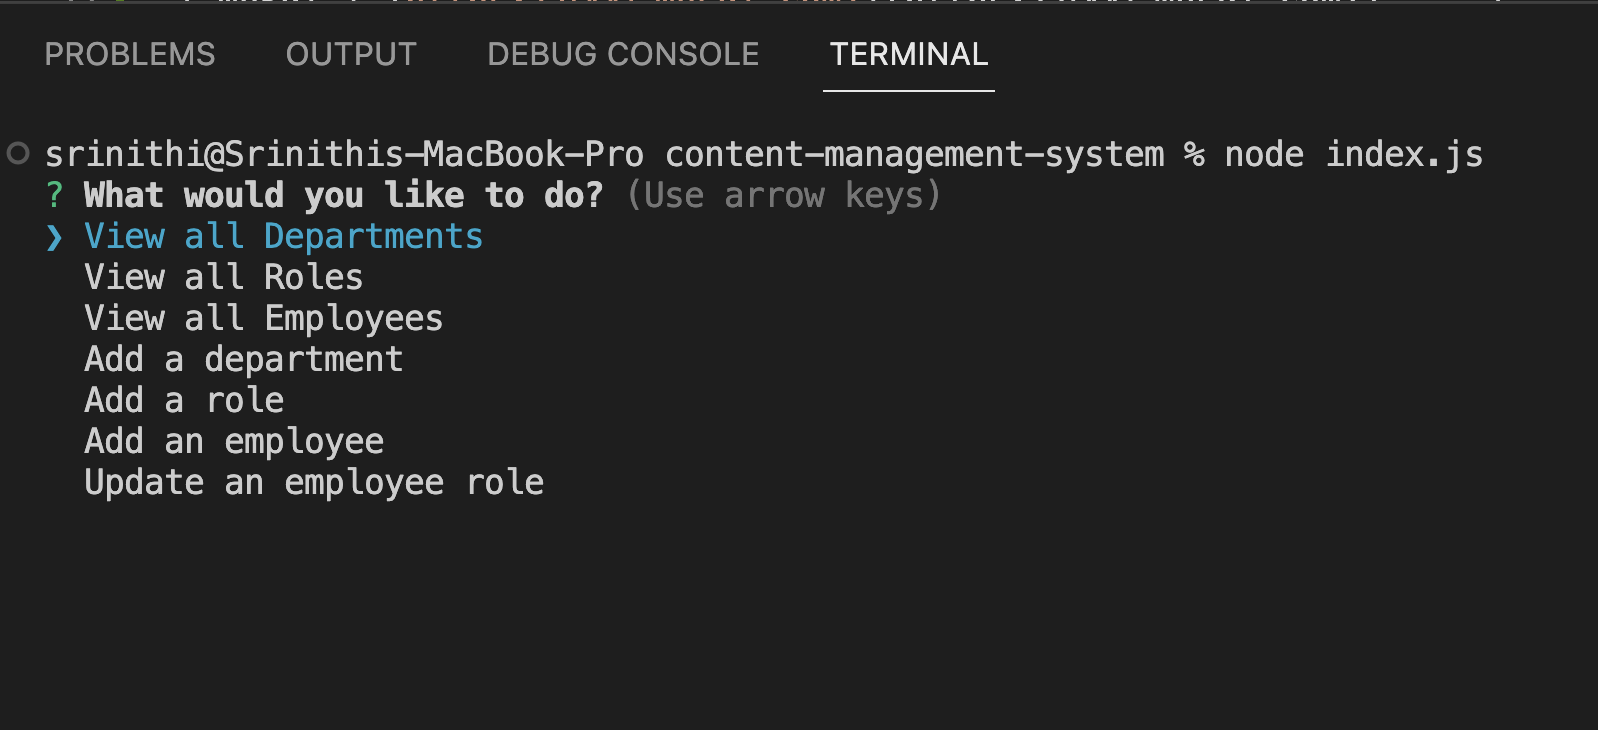 PROBLEMS OUTPUT DEBUG CONSOLE TERMINAL
srinithi@Srinithis-MacBook-Pro content-management-system % node index.js
? What would you like to do? (Use arrow keys)
❯ View all Departments
View all Roles
View all Employees
Add a department
Add a role
Add an employee
Update an employee role